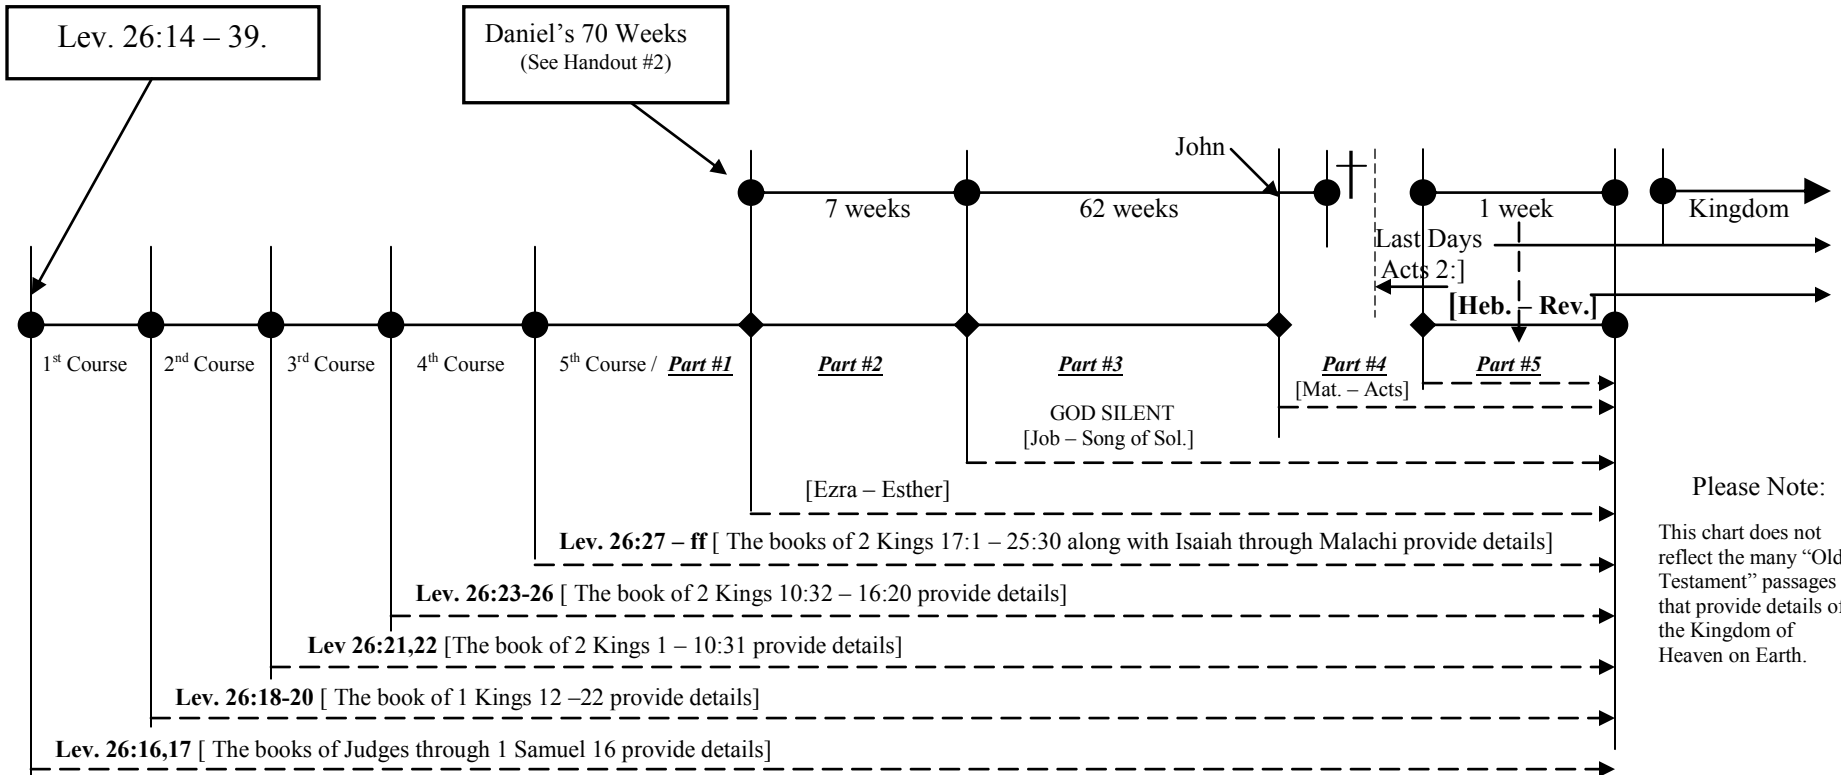 Lev. 26:14 – 39.
Daniel's 70 Weeks
(See Handout #2)
John
7 weeks
62 weeks
1 week
Kingdom
Last Days
Acts 2:]
[Heb. – Rev.]
1st Course
2nd Course
3rd Course
4th Course
5th Course / Part #1
Part #2
Part #3
Part #4
Part #5
[Mat. – Acts]
GOD SILENT
[Job – Song of Sol.]
[Ezra – Esther]
Lev. 26:27 – ff [ The books of 2 Kings 17:1 – 25:30 along with Isaiah through Malachi provide details]
Lev. 26:23-26 [ The book of 2 Kings 10:32 – 16:20 provide details]
Lev 26:21,22 [The book of 2 Kings 1 – 10:31 provide details]
Lev. 26:18-20 [ The book of 1 Kings 12 –22 provide details]
Lev. 26:16,17 [ The books of Judges through 1 Samuel 16 provide details]
Please Note:
This chart does not
reflect the many "Old
Testament" passages
that provide details of
the Kingdom of
Heaven on Earth.